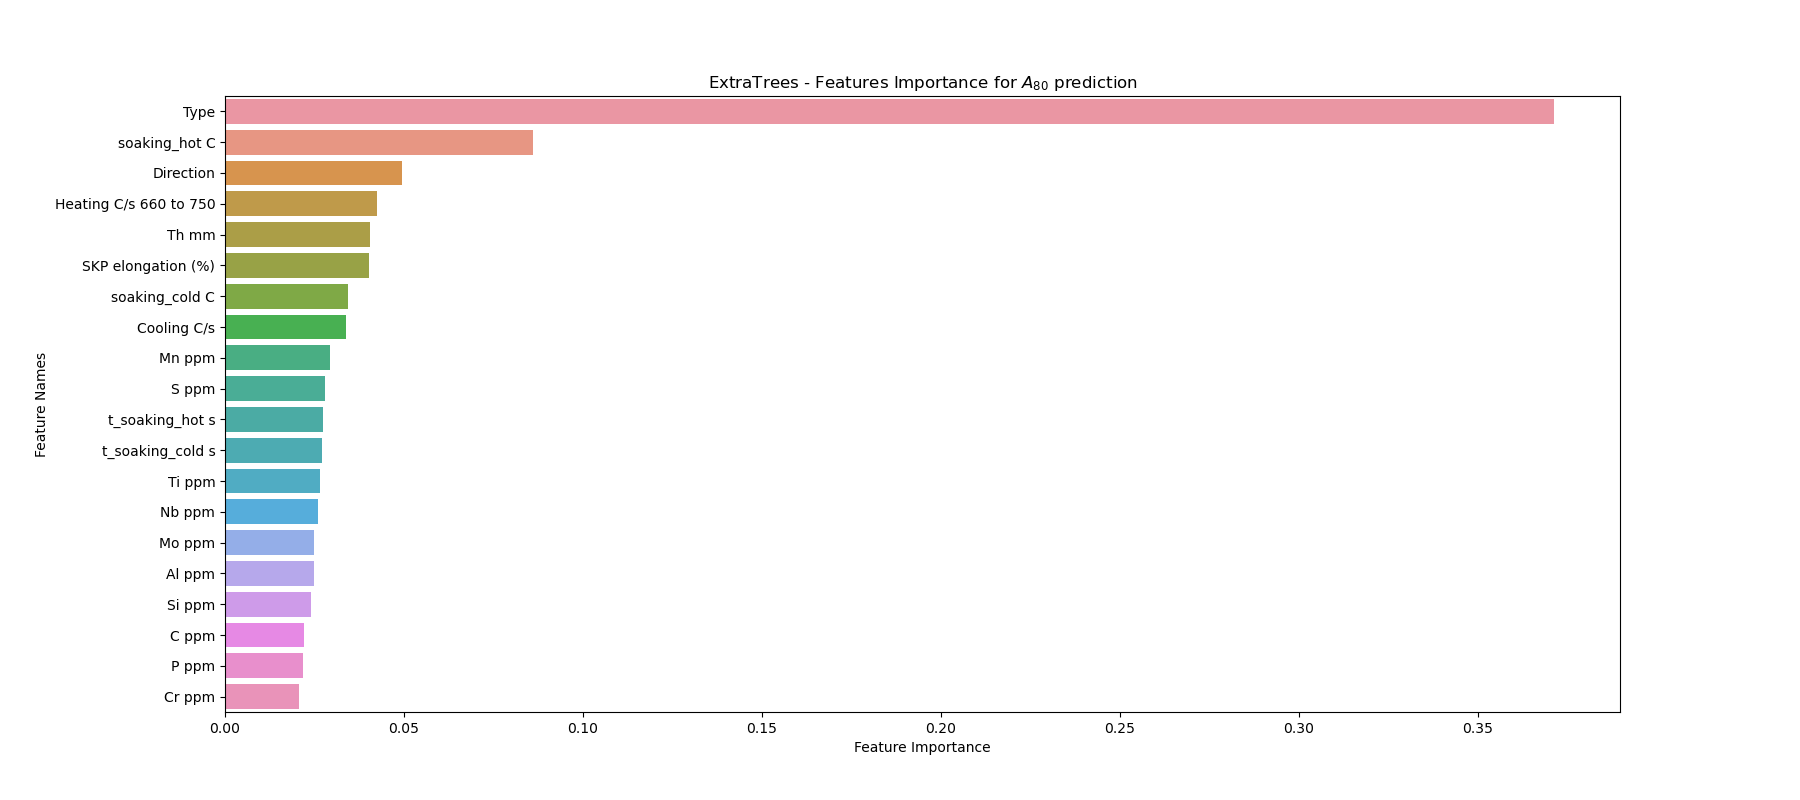 ExtraTrees - Features Importance for A80 prediction
Type
soaking_hot C
Direction
Heating C/s 660 to 750
Th mm
SKP elongation (%)
soaking_cold C
Cooling C/s
Mn ppm
S ppm
t_soaking_hot s
t_soaking_cold s
Ti ppm
Nb ppm
Mo ppm
Al ppm
Si ppm
C ppm
P ppm
Cr ppm
Feature Names
0.00 0.05 0.10 0.15 0.20 0.25 0.30 0.35
Feature Importance